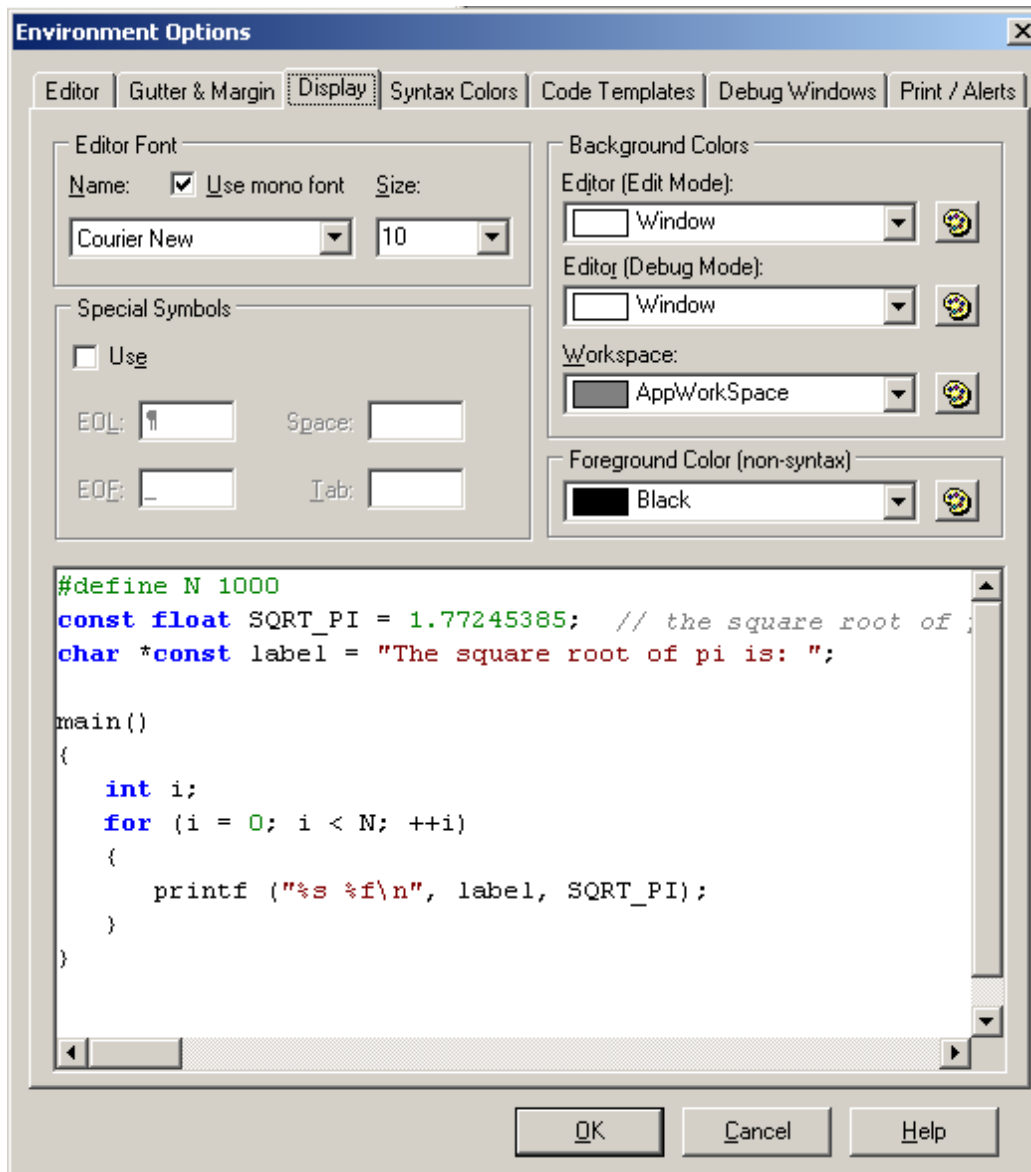 Environment Options
Editor Gutter & Margin Display Syntax Colors Code Templates Debug Windows Print / Alerts
Editor Font
Name: Use mono font Size:
Courier New 10
Special Symbols
Use
EOL: ¶ Space:
EOF: _ Tab:
Background Colors
Editor (Edit Mode):
Window
Editor (Debug Mode):
Window
Workspace:
AppWorkSpace
Foreground Color (non-syntax)
Black
#define N 1000
const float SQRT_PI = 1.77245385;  // the square root of
char *const label = "The square root of pi is: ";
main()
{
   int i;
   for (i = 0; i < N; ++i)
   {
      printf ("%s %f\n", label, SQRT_PI);
   }
}
OK Cancel Help